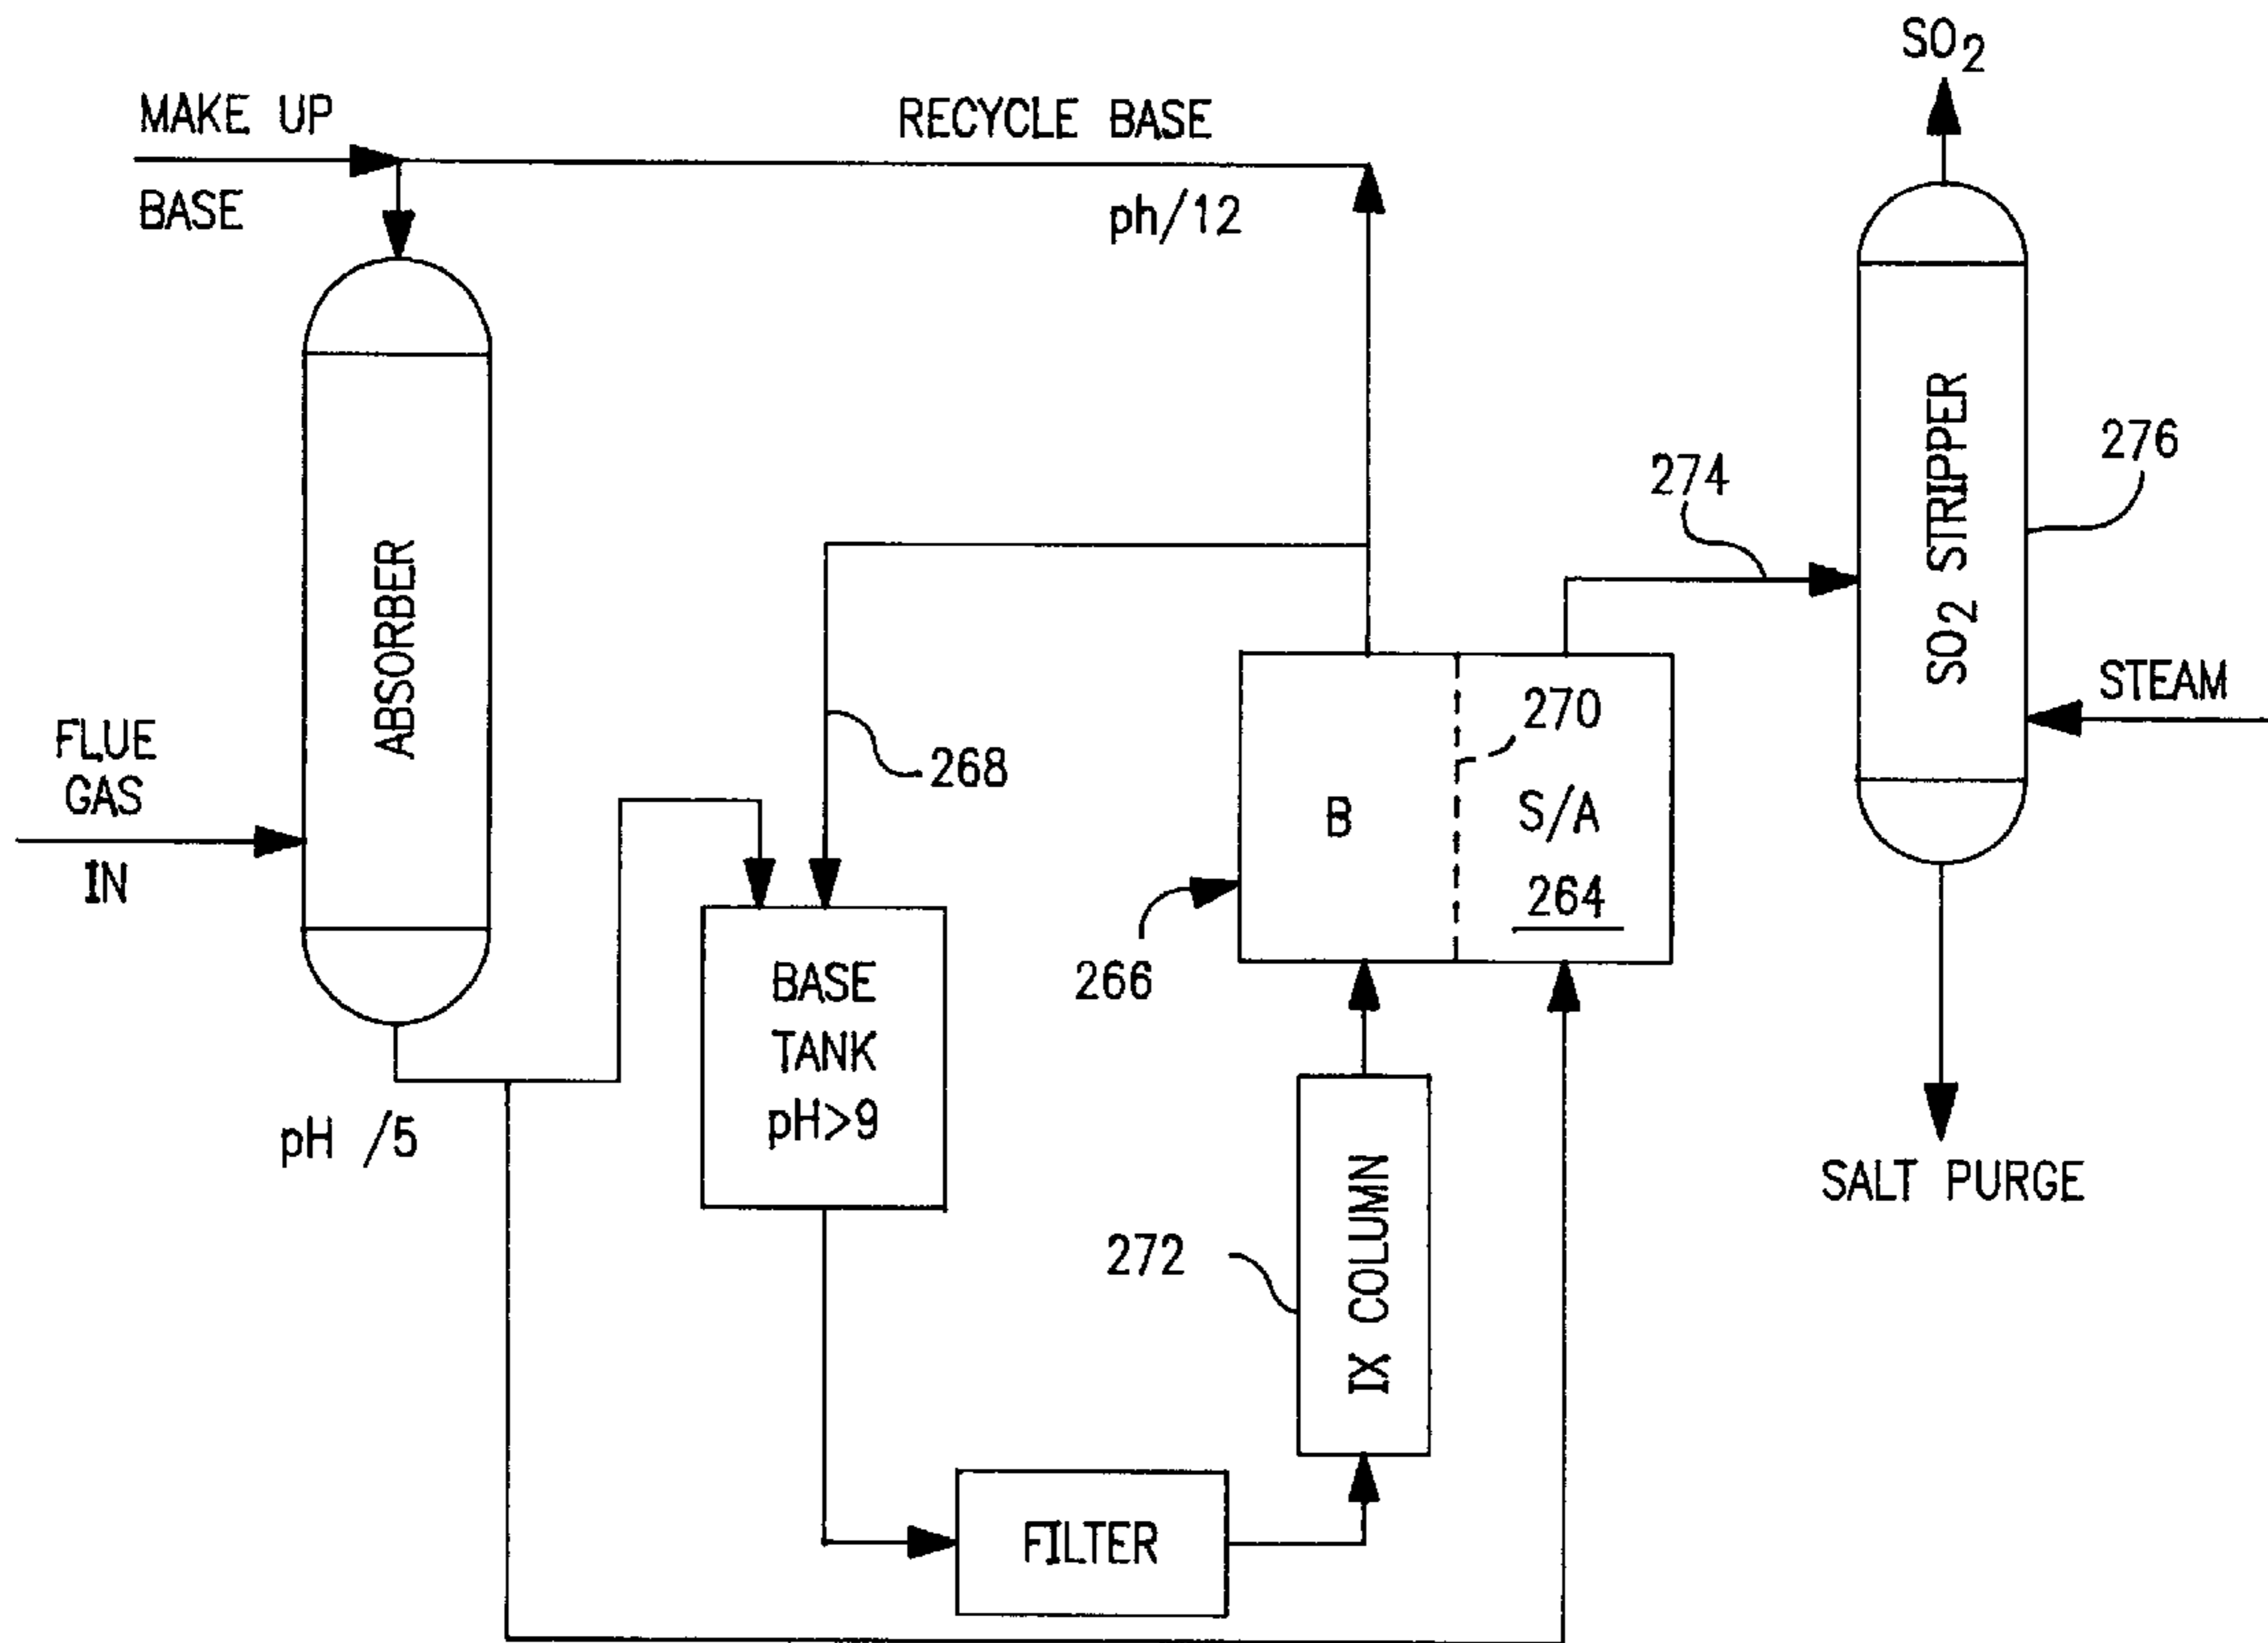 SO2
MAKE UP
BASE
RECYCLE BASE
ph/12
ABSORBER
FLUE
GAS
IN
pH /5
268
BASE
TANK
pH>9
FILTER
272
IX COLUMN
266
B
270
S/A
264
274
SO2 STRIPPER
276
STEAM
SALT PURGE